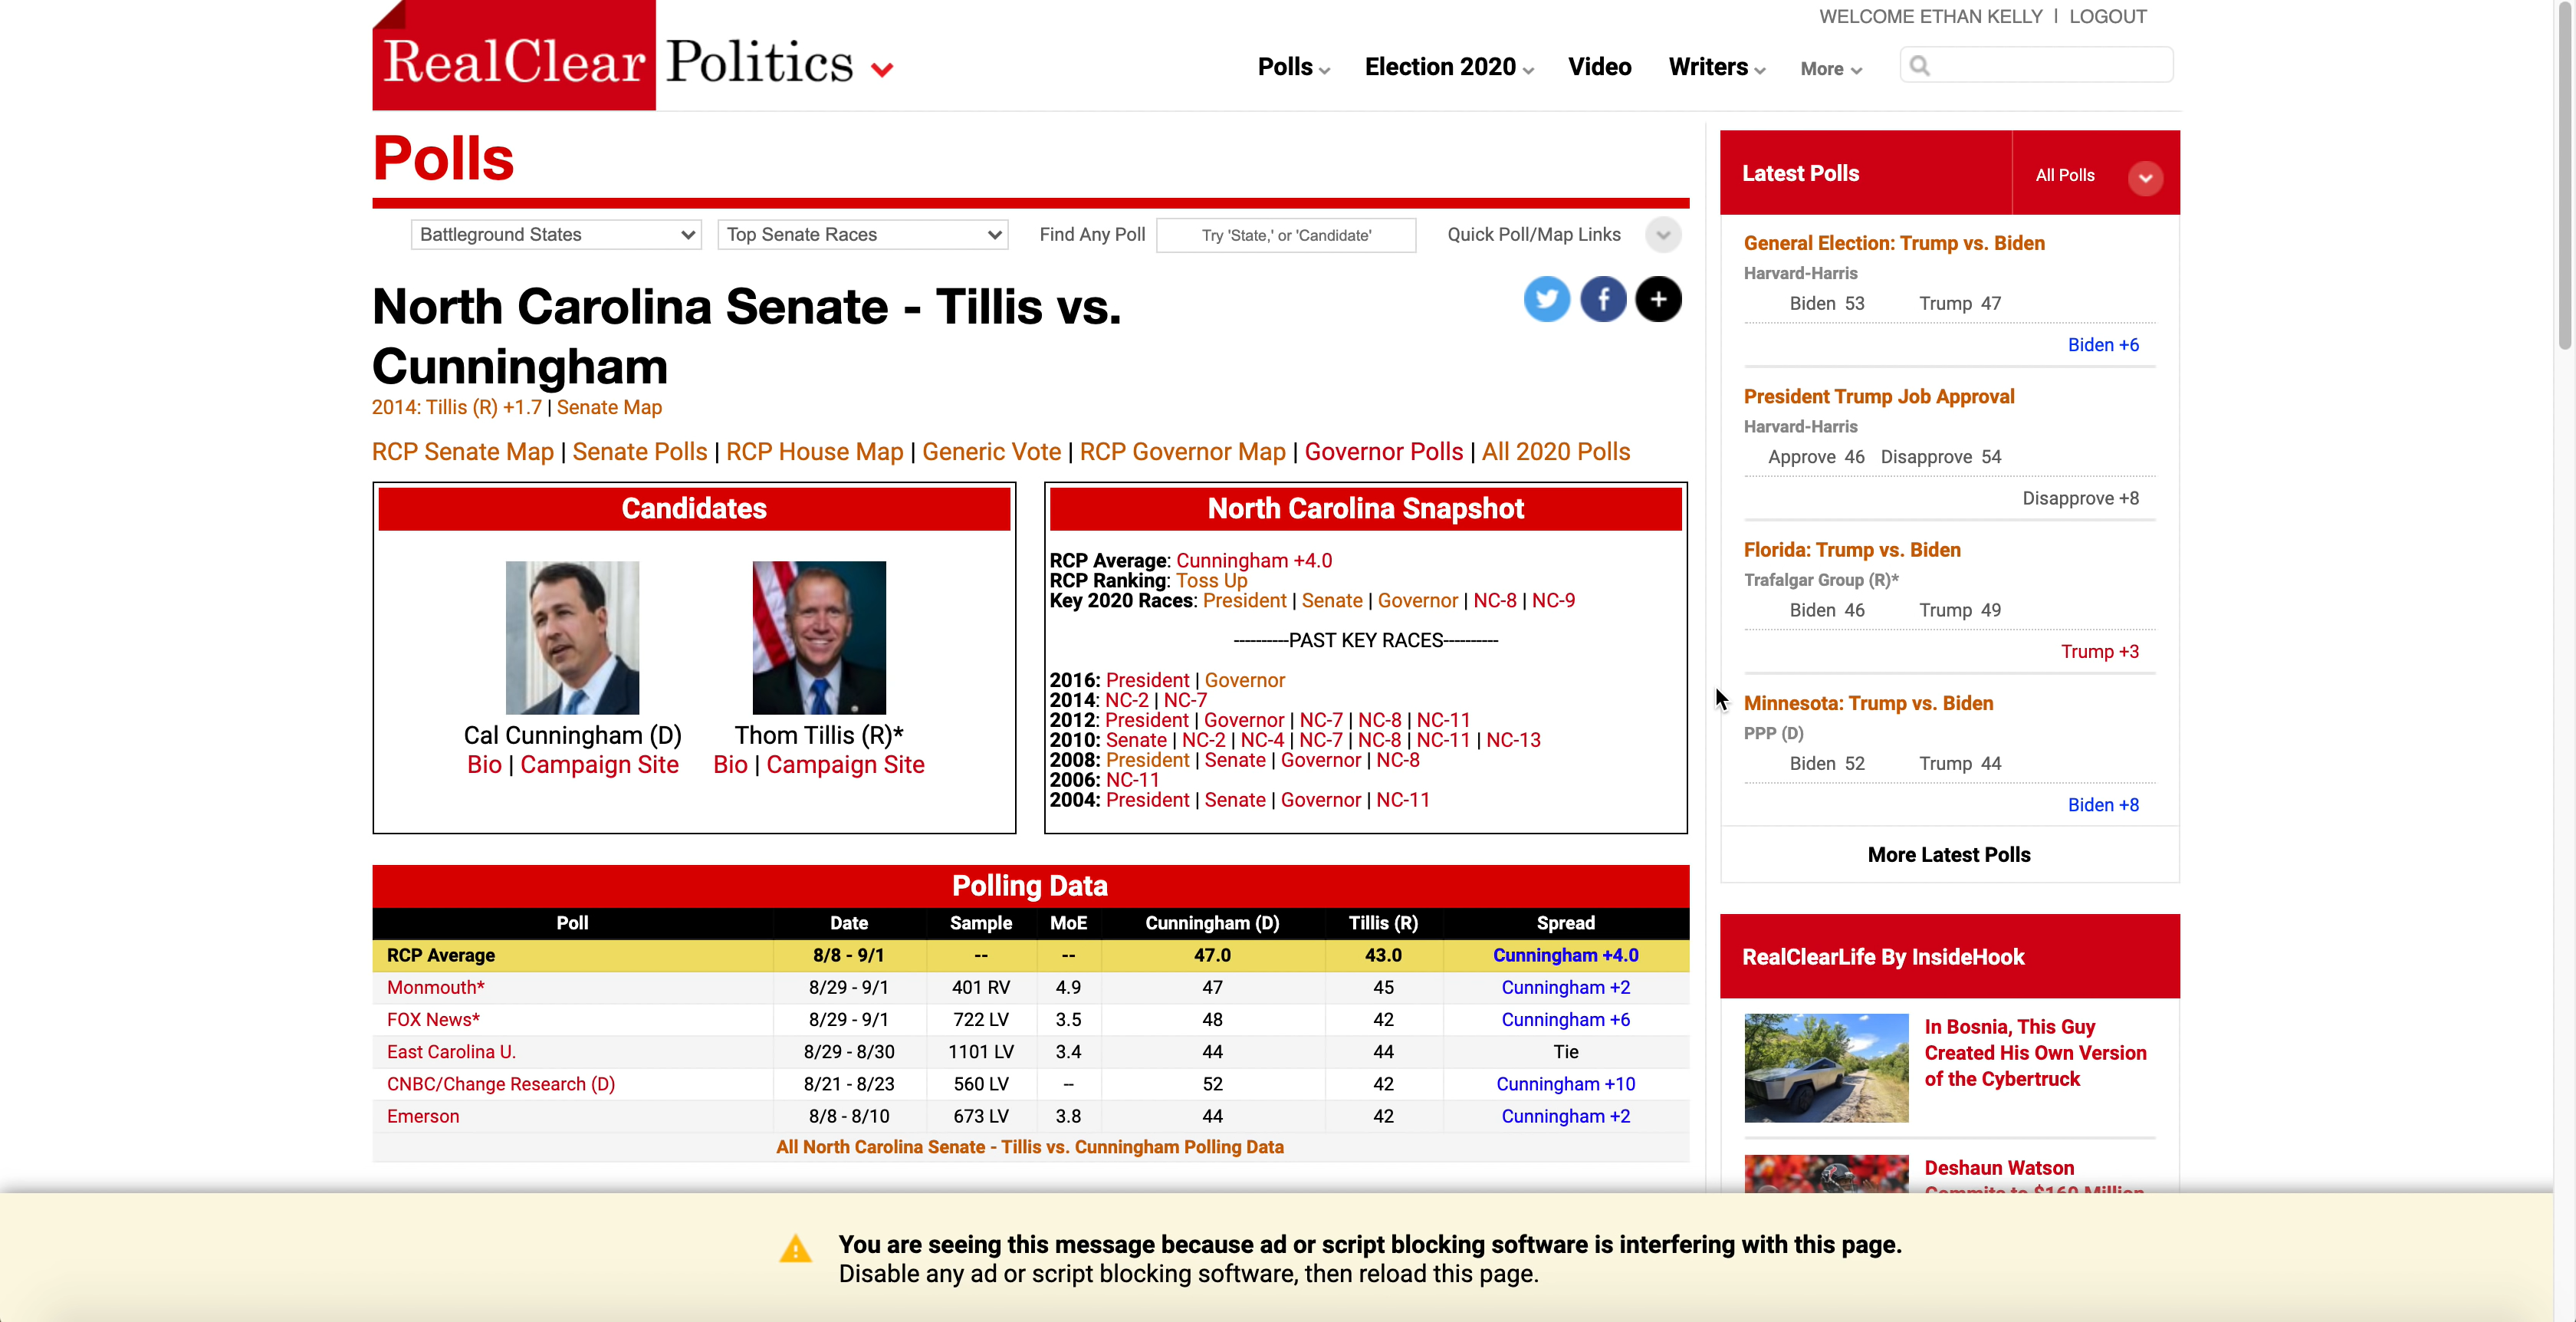 WELCOME ETHAN KELLY | LOGOUT
RealClear Politics
Polls Election 2020 Video Writers More
Polls
Battleground States Top Senate Races Find Any Poll Try 'State,' or 'Candidate' Quick Poll/Map Links
North Carolina Senate - Tillis vs.
Cunningham
2014: Tillis (R) +1.7 | Senate Map
RCP Senate Map | Senate Polls | RCP House Map | Generic Vote | RCP Governor Map | Governor Polls | All 2020 Polls
Candidates
Cal Cunningham (D) Thom Tillis (R)*
Bio | Campaign Site Bio | Campaign Site
North Carolina Snapshot
RCP Average: Cunningham +4.0
RCP Ranking: Toss Up
Key 2020 Races: President | Senate | Governor | NC-8 | NC-9
----------PAST KEY RACES----------
2016: President | Governor
2014: NC-2 | NC-7
2012: President | Governor | NC-7 | NC-8 | NC-11
2010: Senate | NC-2 | NC-4 | NC-7 | NC-8 | NC-11 | NC-13
2008: President | Senate | Governor | NC-8
2006: NC-11
2004: President | Senate | Governor | NC-11
Polling Data
Poll Date Sample MoE Cunningham (D) Tillis (R) Spread
RCP Average 8/8 - 9/1 -- -- 47.0 43.0 Cunningham +4.0
Monmouth* 8/29 - 9/1 401 RV 4.9 47 45 Cunningham +2
FOX News* 8/29 - 9/1 722 LV 3.5 48 42 Cunningham +6
East Carolina U. 8/29 - 8/30 1101 LV 3.4 44 44 Tie
CNBC/Change Research (D) 8/21 - 8/23 560 LV -- 52 42 Cunningham +10
Emerson 8/8 - 8/10 673 LV 3.8 44 42 Cunningham +2
All North Carolina Senate - Tillis vs. Cunningham Polling Data
Latest Polls All Polls
General Election: Trump vs. Biden
Harvard-Harris
Biden 53 Trump 47
Biden +6
President Trump Job Approval
Harvard-Harris
Approve 46 Disapprove 54
Disapprove +8
Florida: Trump vs. Biden
Trafalgar Group (R)*
Biden 46 Trump 49
Trump +3
Minnesota: Trump vs. Biden
PPP (D)
Biden 52 Trump 44
Biden +8
More Latest Polls
RealClearLife By InsideHook
In Bosnia, This Guy
Created His Own Version
of the Cybertruck
Deshaun Watson
Commits to $160 Million
You are seeing this message because ad or script blocking software is interfering with this page.
Disable any ad or script blocking software, then reload this page.